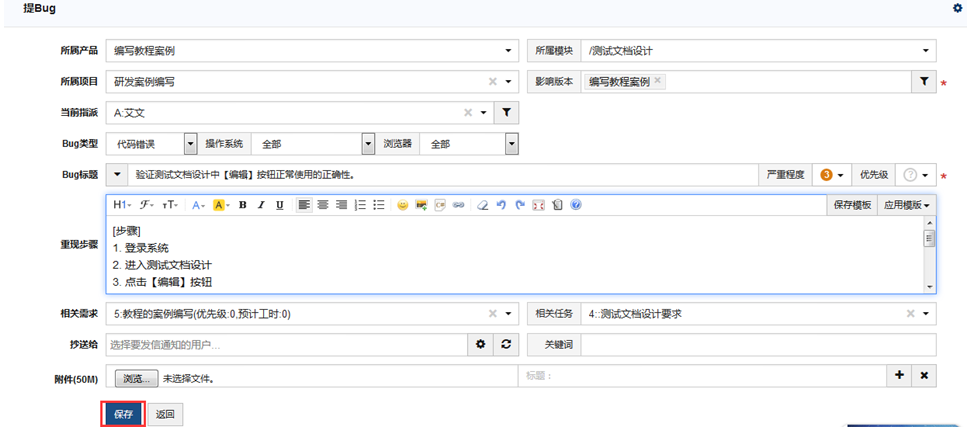 提Bug
所属产品 编写教程案例 所属模块 /测试文档设计
所属项目 研发案例编写 影响版本 编写教程案例 *
当前指派 A:艾文
Bug类型 代码错误 操作系统 全部 浏览器 全部
Bug标题 验证测试文档设计中【编辑】按钮正常使用的正确性。 严重程度 3 优先级 ? *
H1 F тT A A B I U 保存模板 应用模版
重现步骤
[步骤]
1. 登录系统
2. 进入测试文档设计
3. 点击【编辑】按钮
相关需求 5:教程的案例编写(优先级:0,预计工时:0) 相关任务 4::测试文档设计要求
抄送给 选择要发信通知的用户... 关键词
附件(50M) 浏览... 未选择文件。 标题：
保存 返回